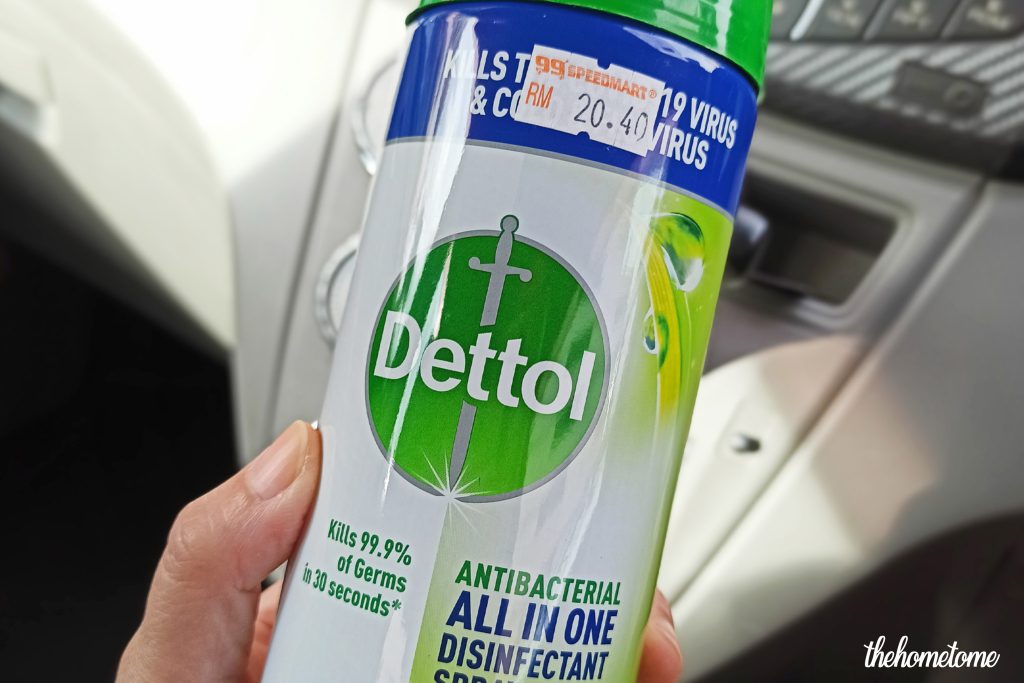 KILLS T
99 SPEEDMART®
19 VIRUS
& CO
RM 20.40
VIRUS
Dettol
Kills 99.9%
of Germs
in 30 seconds*
ANTIBACTERIAL
ALL IN ONE
DISINFECTANT
SPRAY
thehometome